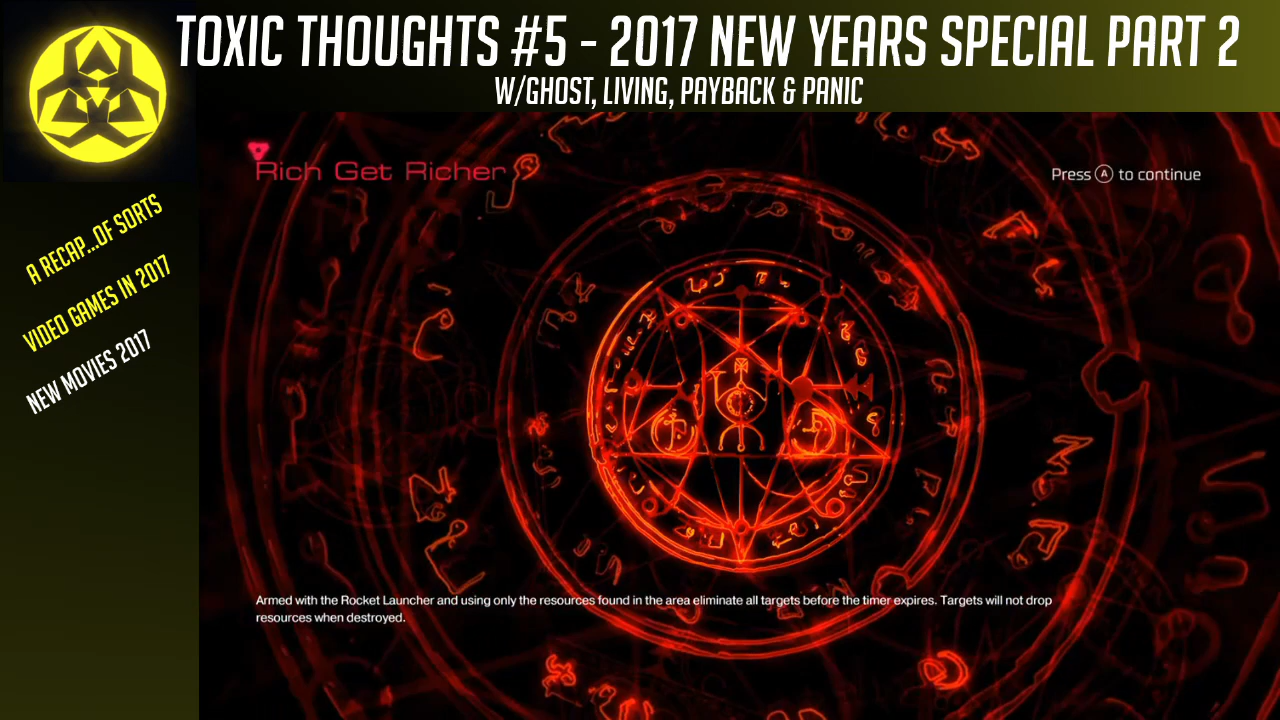 TOXIC THOUGHTS #5 - 2017 NEW YEARS SPECIAL PART 2
W/GHOST, LIVING, PAYBACK & PANIC
A RECAP...OF SORTS
VIDEO GAMES IN 2017
NEW MOVIES 2017
Rich Get Richer
Press A to continue
Armed with the Rocket Launcher and using only the resources found in the area eliminate all targets before the timer expires. Targets will not drop
resources when destroyed.